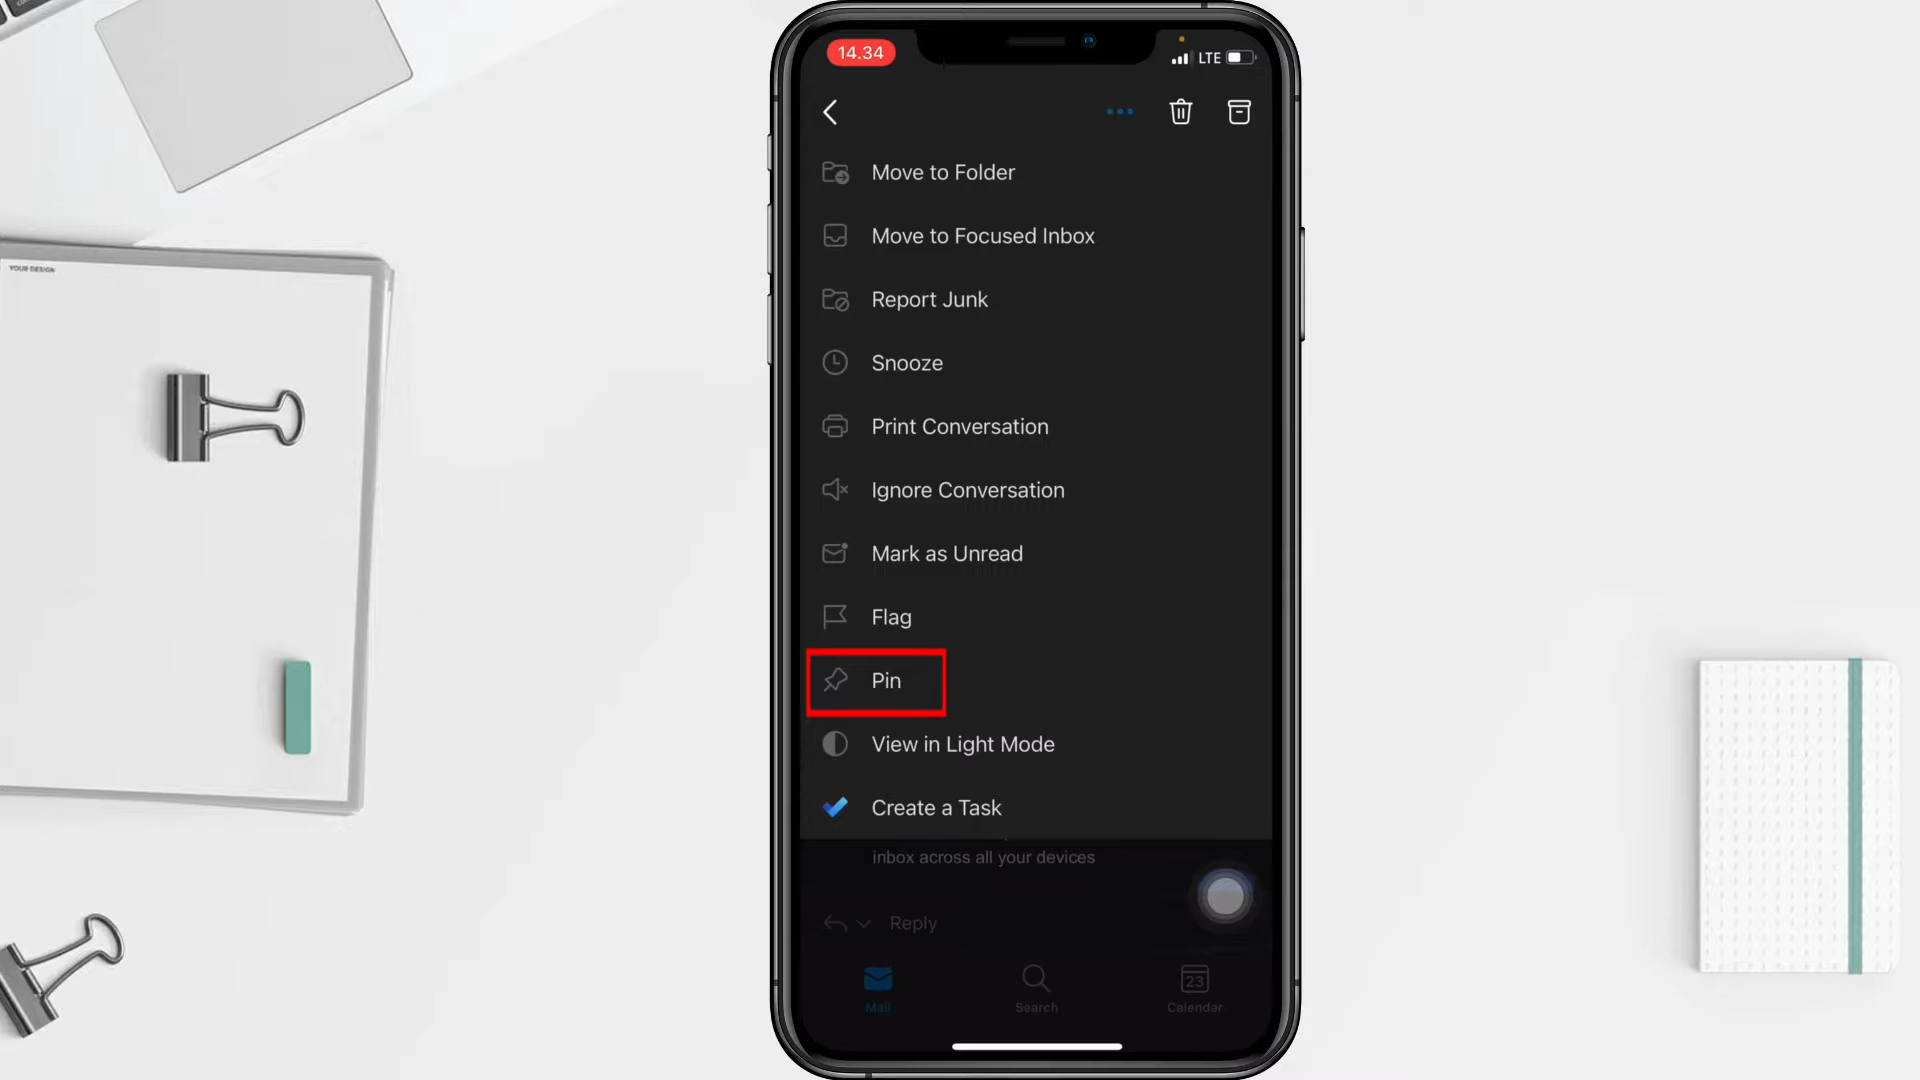 14.34
LTE
Move to Folder
Move to Focused Inbox
Report Junk
Snooze
Print Conversation
Ignore Conversation
Mark as Unread
Flag
Pin
View in Light Mode
Create a Task
inbox across all your devices
Reply
23
Mail
Search
Calendar
YOUR DESIGN